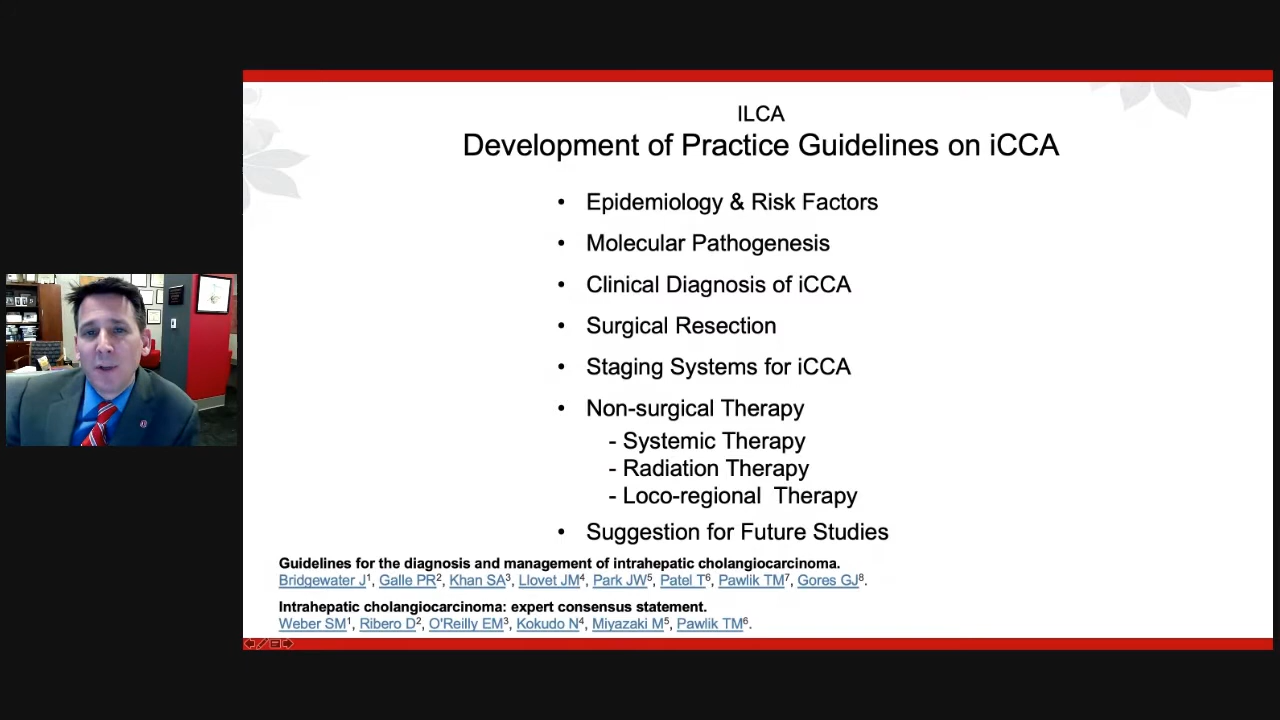 ILCA
Development of Practice Guidelines on iCCA
• Epidemiology & Risk Factors
• Molecular Pathogenesis
• Clinical Diagnosis of iCCA
• Surgical Resection
• Staging Systems for iCCA
• Non-surgical Therapy
- Systemic Therapy
- Radiation Therapy
- Loco-regional Therapy
• Suggestion for Future Studies
Guidelines for the diagnosis and management of intrahepatic cholangiocarcinoma.
Bridgewater J¹, Galle PR², Khan SA³, Llovet JM⁴, Park JW⁵, Patel T⁶, Pawlik TM⁷, Gores GJ⁸.
Intrahepatic cholangiocarcinoma: expert consensus statement.
Weber SM¹, Ribero D², O'Reilly EM³, Kokudo N⁴, Miyazaki M⁵, Pawlik TM⁶.